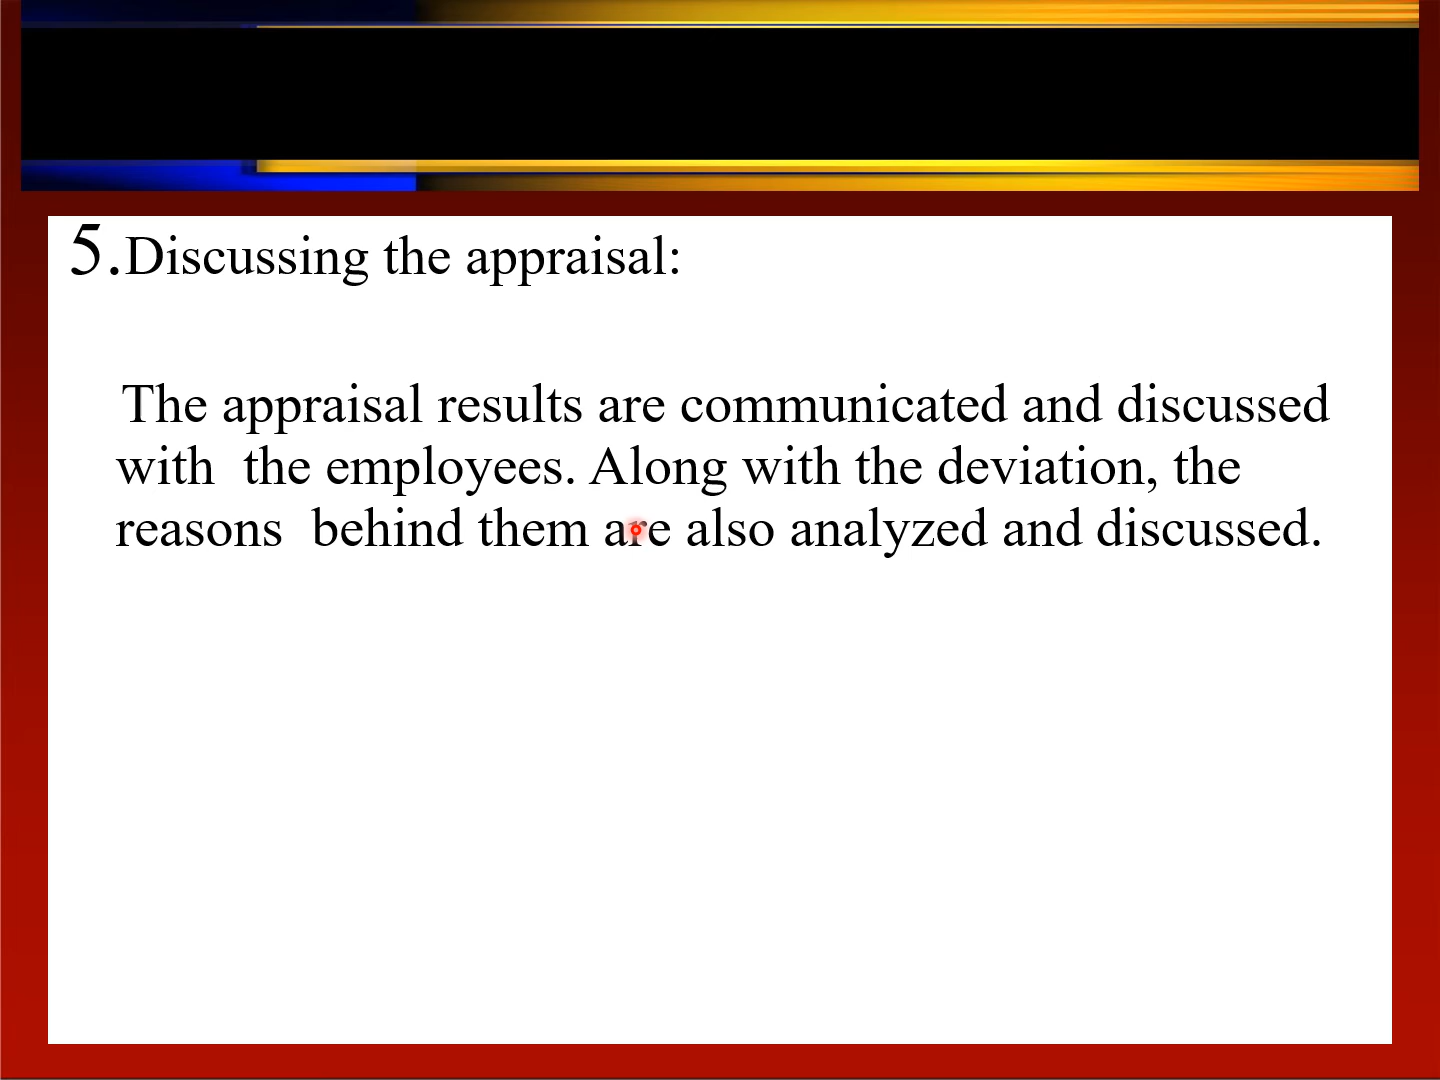 5.Discussing the appraisal:
The appraisal results are communicated and discussed
with the employees. Along with the deviation, the
reasons behind them are also analyzed and discussed.